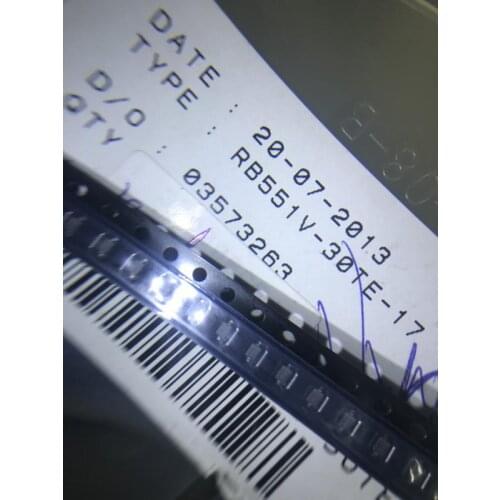 DATE : 20-07-2013
TYPE : RB551V-30TE-17
D/O : 03573263
QTY